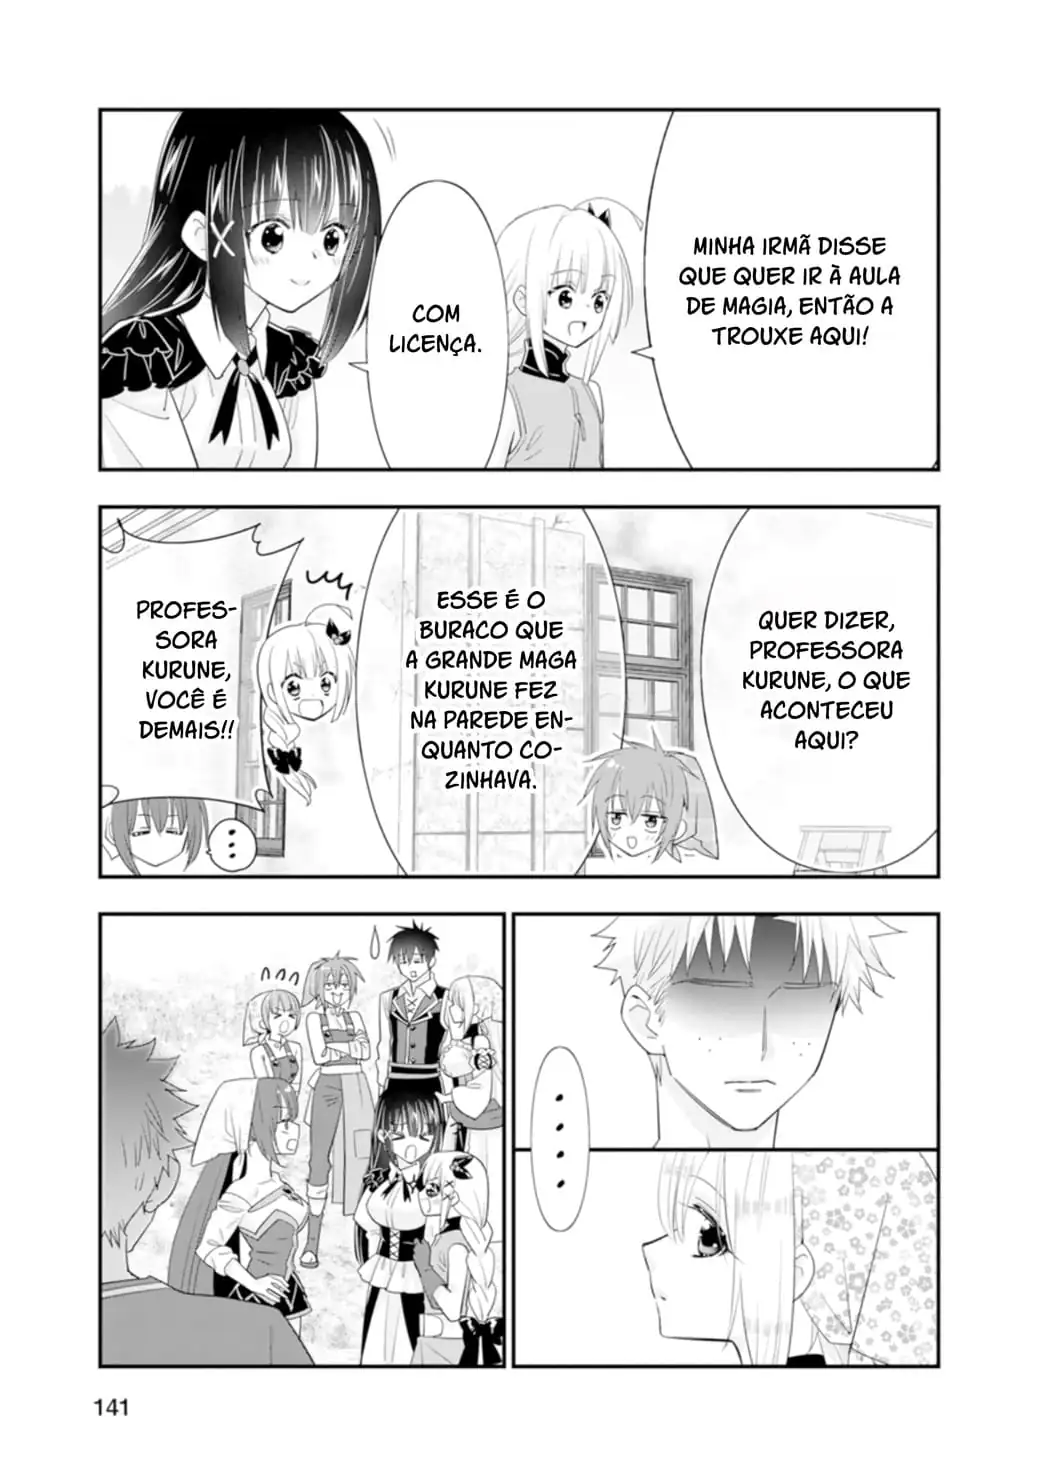 MINHA IRMÃ DISSE
QUE QUER IR À AULA
DE MAGIA, ENTÃO A
TROUXE AQUI!
COM
LICENÇA.
QUER DIZER,
PROFESSORA
KURUNE, O QUE
ACONTECEU
AQUI?
ESSE É O
BURACO QUE
A GRANDE MAGA
KURUNE FEZ
NA PAREDE EN-
QUANTO CO-
ZINHAVA.
PROFES-
SORA
KURUNE,
VOCÊ É
DEMAIS!!
...
.....
141